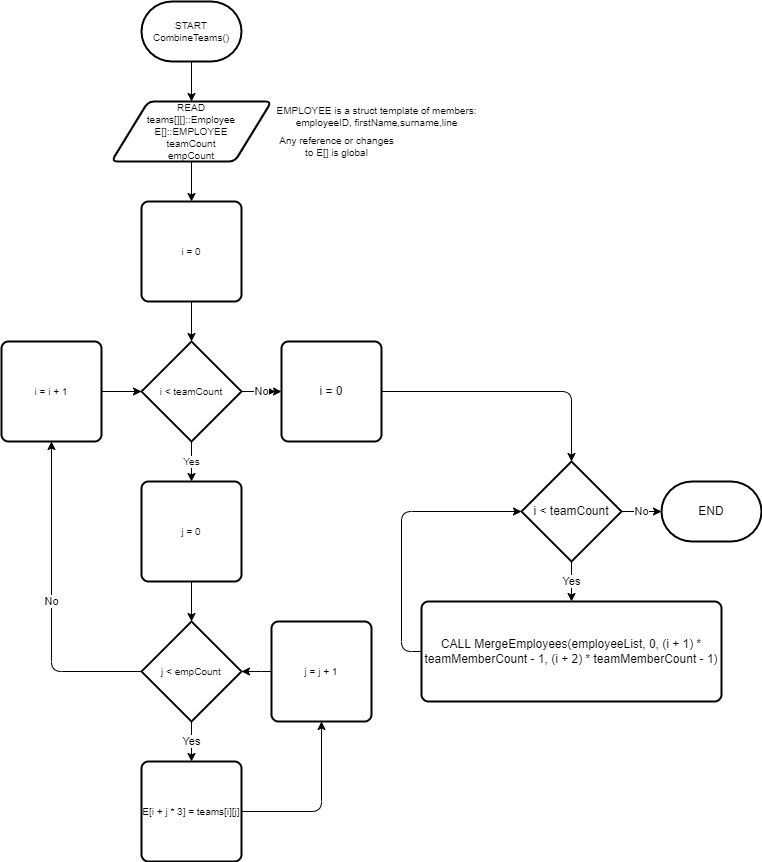 START
CombineTeams()
READ
teams[][]::Employee
E[]::EMPLOYEE
teamCount
empCount
EMPLOYEE is a struct template of members:
employeeID, firstName,surname,line
Any reference or changes
to E[] is global
i = 0
i = i + 1
i < teamCount
No
i = 0
Yes
j = 0
i < teamCount
No
END
Yes
No
CALL MergeEmployees(employeeList, 0, (i + 1) *
teamMemberCount - 1, (i + 2) * teamMemberCount - 1)
j < empCount
j = j + 1
Yes
E[i + j * 3] = teams[i][j]